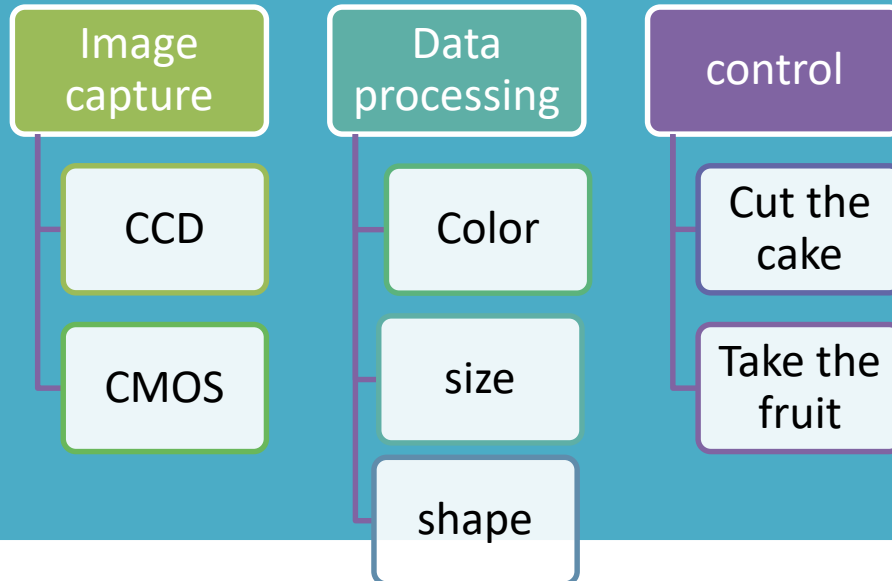 Image
capture
CCD
CMOS
Data
processing
Color
size
shape
control
Cut the
cake
Take the
fruit